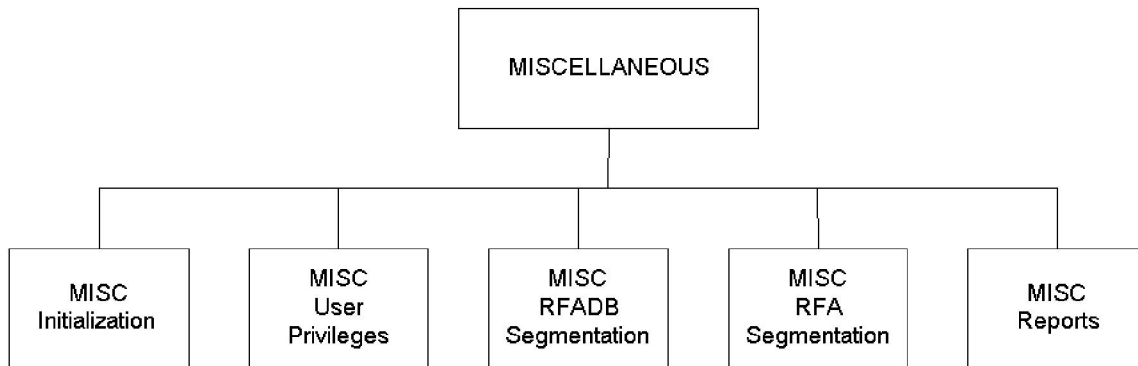 MISCELLANEOUS
MISC
Initialization
MISC
User
Privileges
MISC
RFADB
Segmentation
MISC
RFA
Segmentation
MISC
Reports